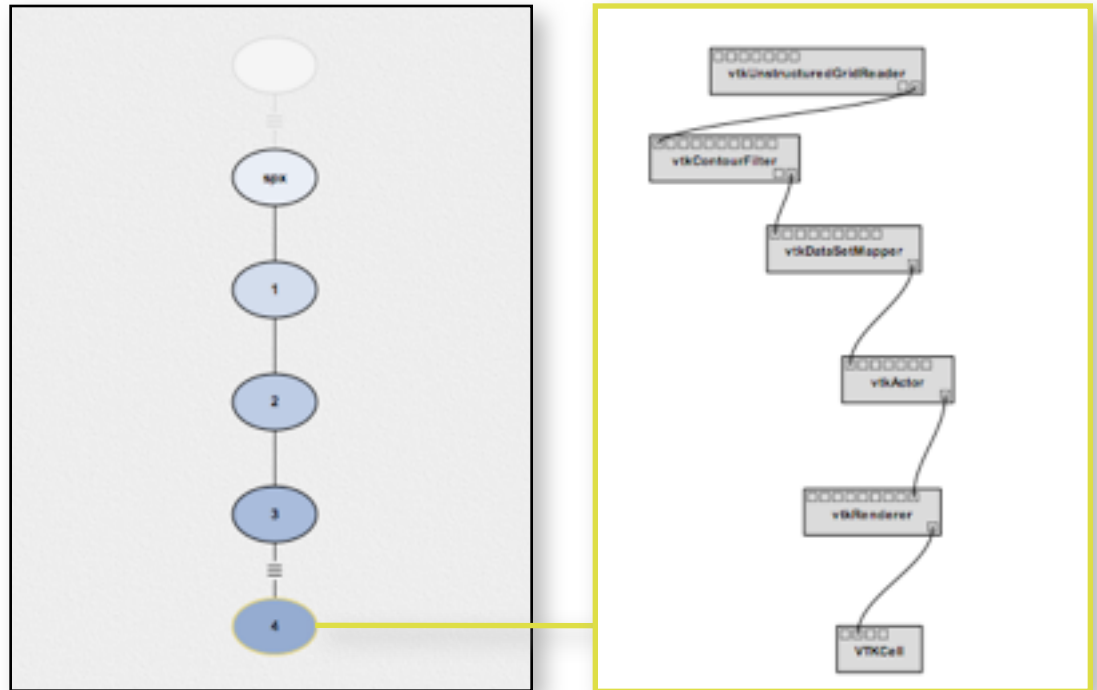 spx
1
2
3
4
vtkUnstructuredGridReader
vtkContourFilter
vtkDataSetMapper
vtkActor
vtkRenderer
VTKCell